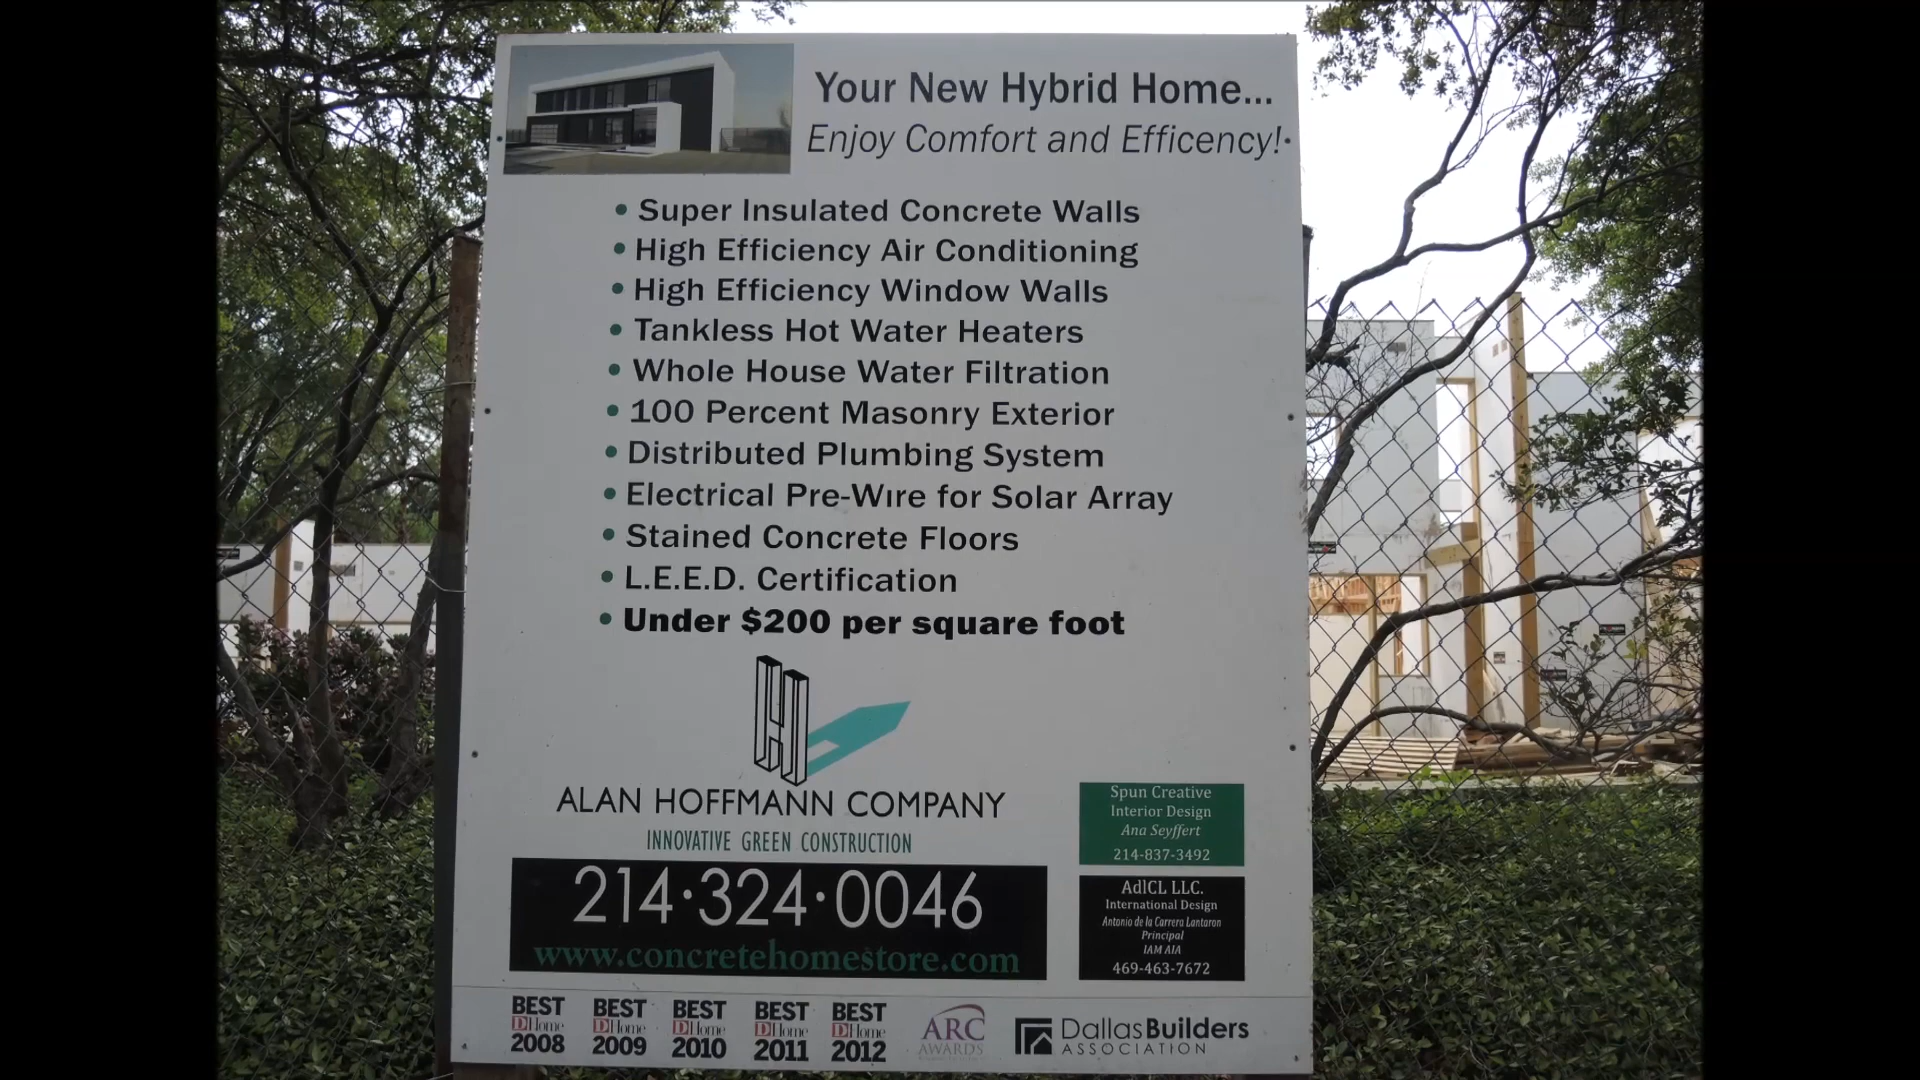 Your New Hybrid Home...
Enjoy Comfort and Efficency!
• Super Insulated Concrete Walls
• High Efficiency Air Conditioning
• High Efficiency Window Walls
• Tankless Hot Water Heaters
• Whole House Water Filtration
• 100 Percent Masonry Exterior
• Distributed Plumbing System
• Electrical Pre-Wire for Solar Array
• Stained Concrete Floors
• L.E.E.D. Certification
• Under $200 per square foot
H
ALAN HOFFMANN COMPANY
INNOVATIVE GREEN CONSTRUCTION
214·324·0046
www.concretehomestore.com
Spun Creative
Interior Design
Ana Seyffert
214-837-3492
AdlCL LLC.
International Design
Antonio de la Carrera Lantaron
Principal
IAM AIA
469-463-7672
BEST
D Home
2008
BEST
D Home
2009
BEST
D Home
2010
BEST
D Home
2011
BEST
D Home
2012
ARC
AWARDS
DallasBuilders
ASSOCIATION